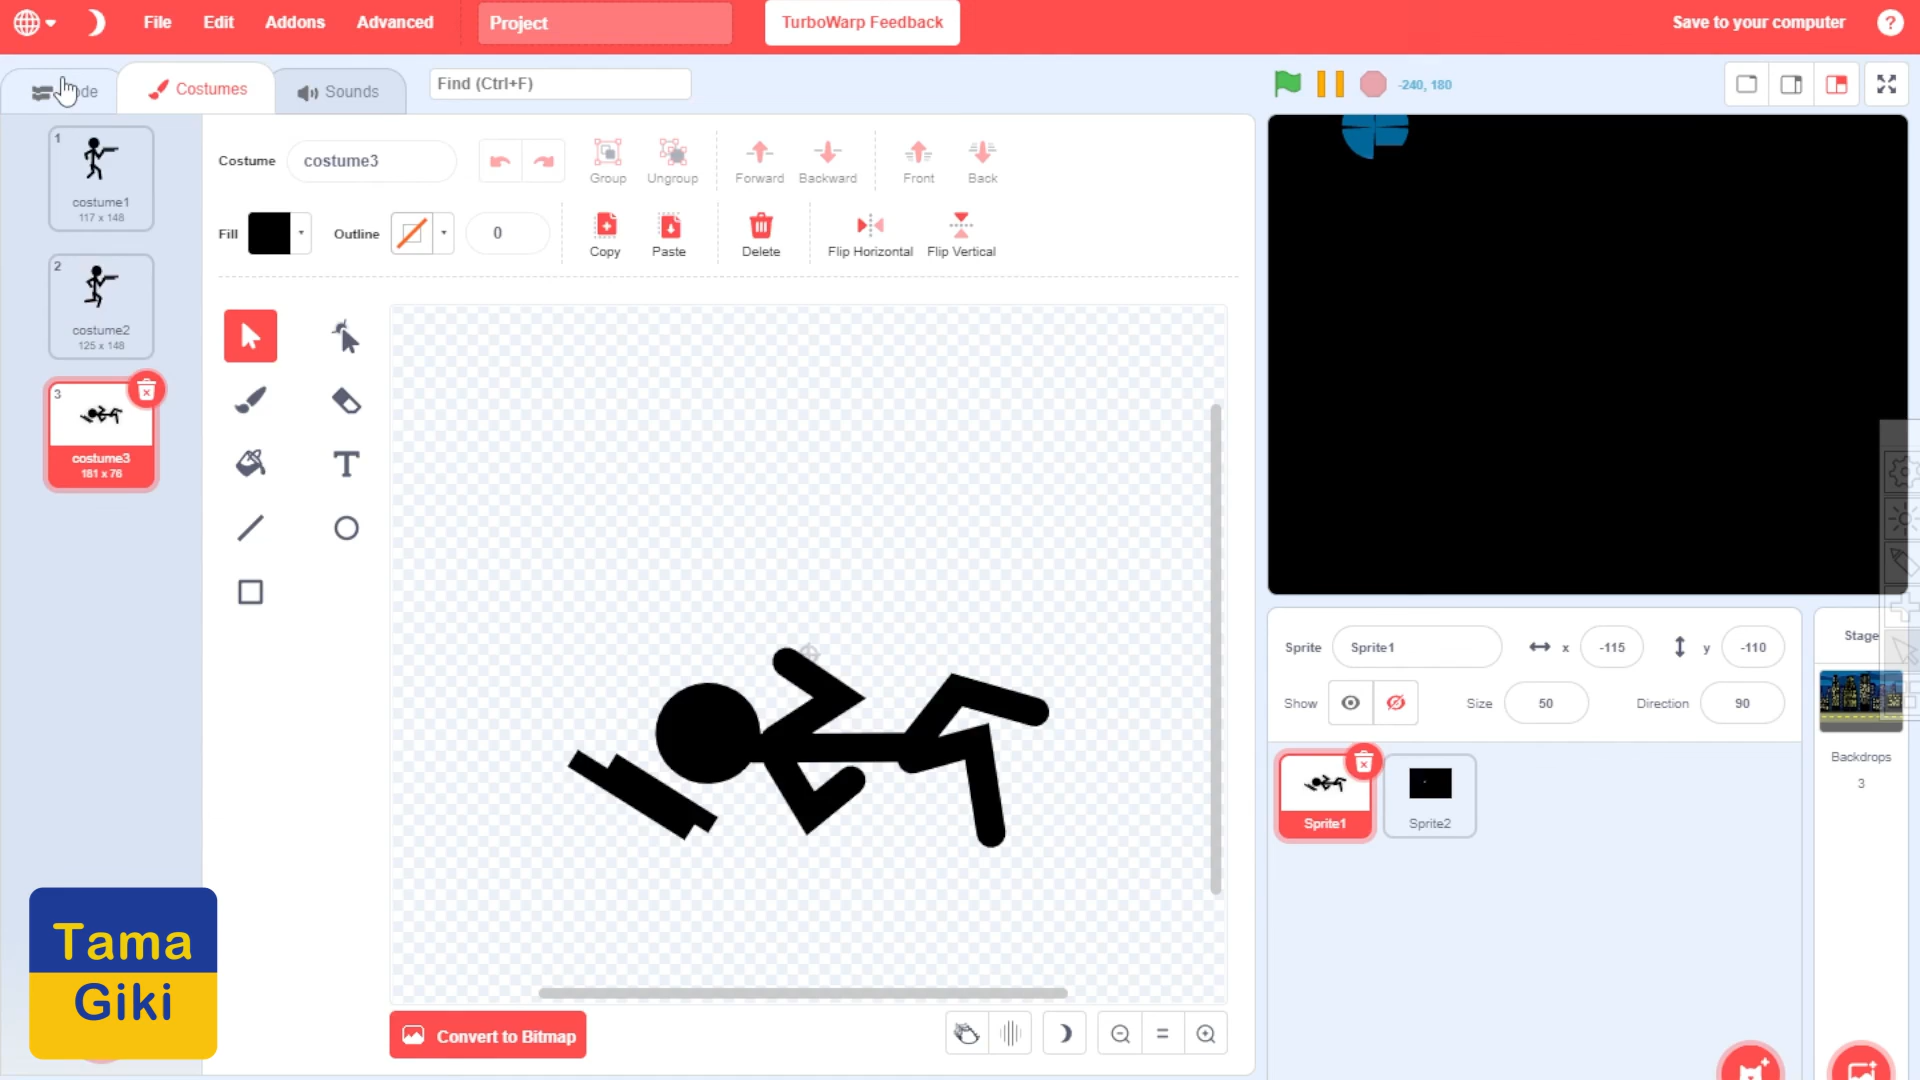 File Edit Addons Advanced Project TurboWarp Feedback Save to your computer ?
Costumes Sounds Find (Ctrl+F) -240, 180
1
costume1
117 x 148
2
costume2
125 x 148
3
costume3
181 x 76
Costume costume3 Group Ungroup Forward Backward Front Back
Fill Outline 0 Copy Paste Delete Flip Horizontal Flip Vertical
T
Convert to Bitmap
Sprite Sprite1 x -115 y -110
Show Size 50 Direction 90
Sprite1 Sprite2
Stage
Backdrops
3
Tama
Giki